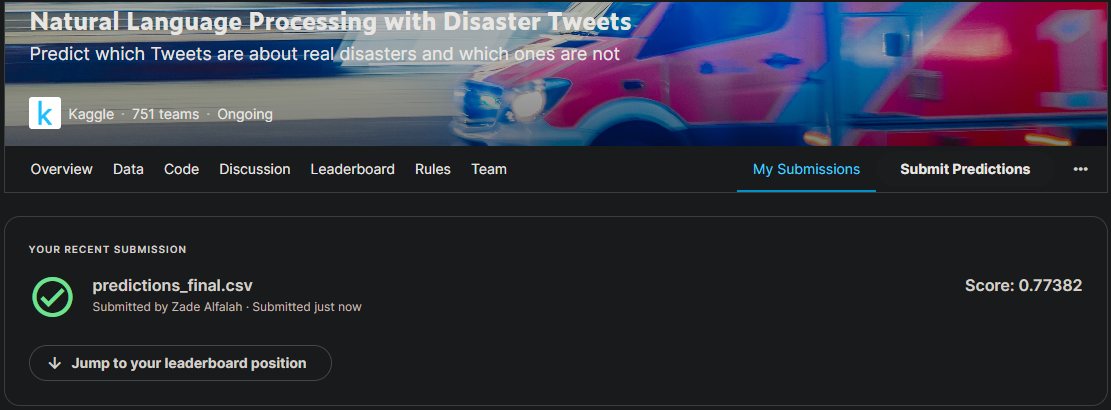 Natural Language Processing with Disaster Tweets
Predict which Tweets are about real disasters and which ones are not
k Kaggle · 751 teams · Ongoing
Overview Data Code Discussion Leaderboard Rules Team My Submissions Submit Predictions ···
YOUR RECENT SUBMISSION
predictions_final.csv Score: 0.77382
Submitted by Zade Alfalah · Submitted just now
↓ Jump to your leaderboard position